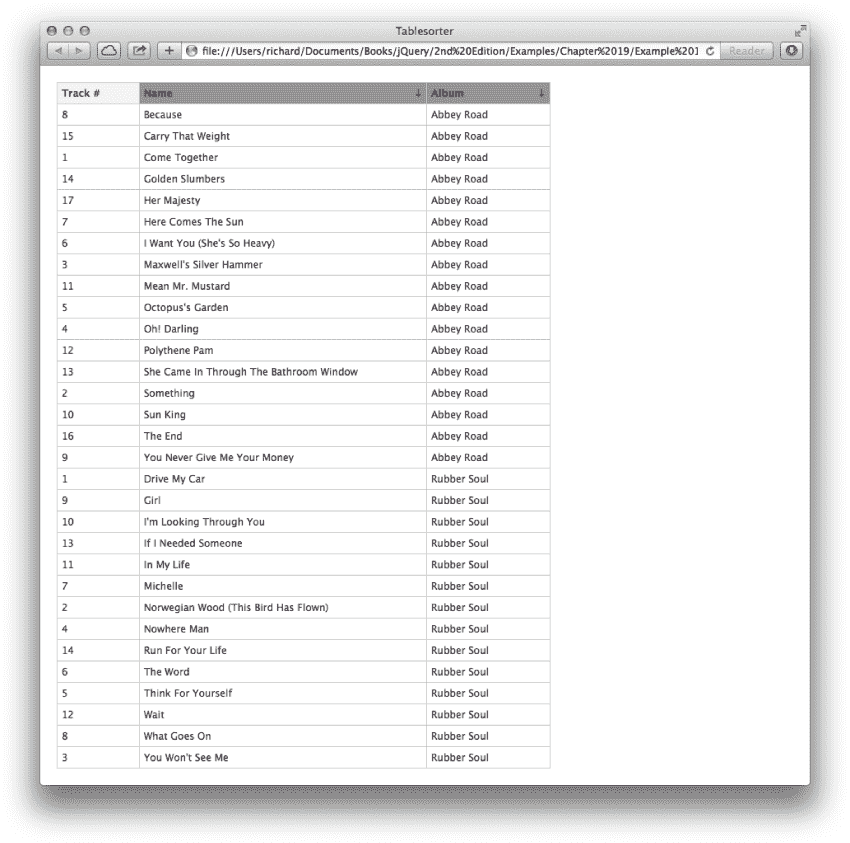 Tablesorter
file:///Users/richard/Documents/Books/jQuery/2nd%20Edition/Examples/Chapter%2019/Example%201 Reader
Track # Name ↓ Album ↓
8 Because Abbey Road
15 Carry That Weight Abbey Road
1 Come Together Abbey Road
14 Golden Slumbers Abbey Road
17 Her Majesty Abbey Road
7 Here Comes The Sun Abbey Road
6 I Want You (She's So Heavy) Abbey Road
3 Maxwell's Silver Hammer Abbey Road
11 Mean Mr. Mustard Abbey Road
5 Octopus's Garden Abbey Road
4 Oh! Darling Abbey Road
12 Polythene Pam Abbey Road
13 She Came In Through The Bathroom Window Abbey Road
2 Something Abbey Road
10 Sun King Abbey Road
16 The End Abbey Road
9 You Never Give Me Your Money Abbey Road
1 Drive My Car Rubber Soul
9 Girl Rubber Soul
10 I'm Looking Through You Rubber Soul
13 If I Needed Someone Rubber Soul
11 In My Life Rubber Soul
7 Michelle Rubber Soul
2 Norwegian Wood (This Bird Has Flown) Rubber Soul
4 Nowhere Man Rubber Soul
14 Run For Your Life Rubber Soul
6 The Word Rubber Soul
5 Think For Yourself Rubber Soul
12 Wait Rubber Soul
8 What Goes On Rubber Soul
3 You Won't See Me Rubber Soul